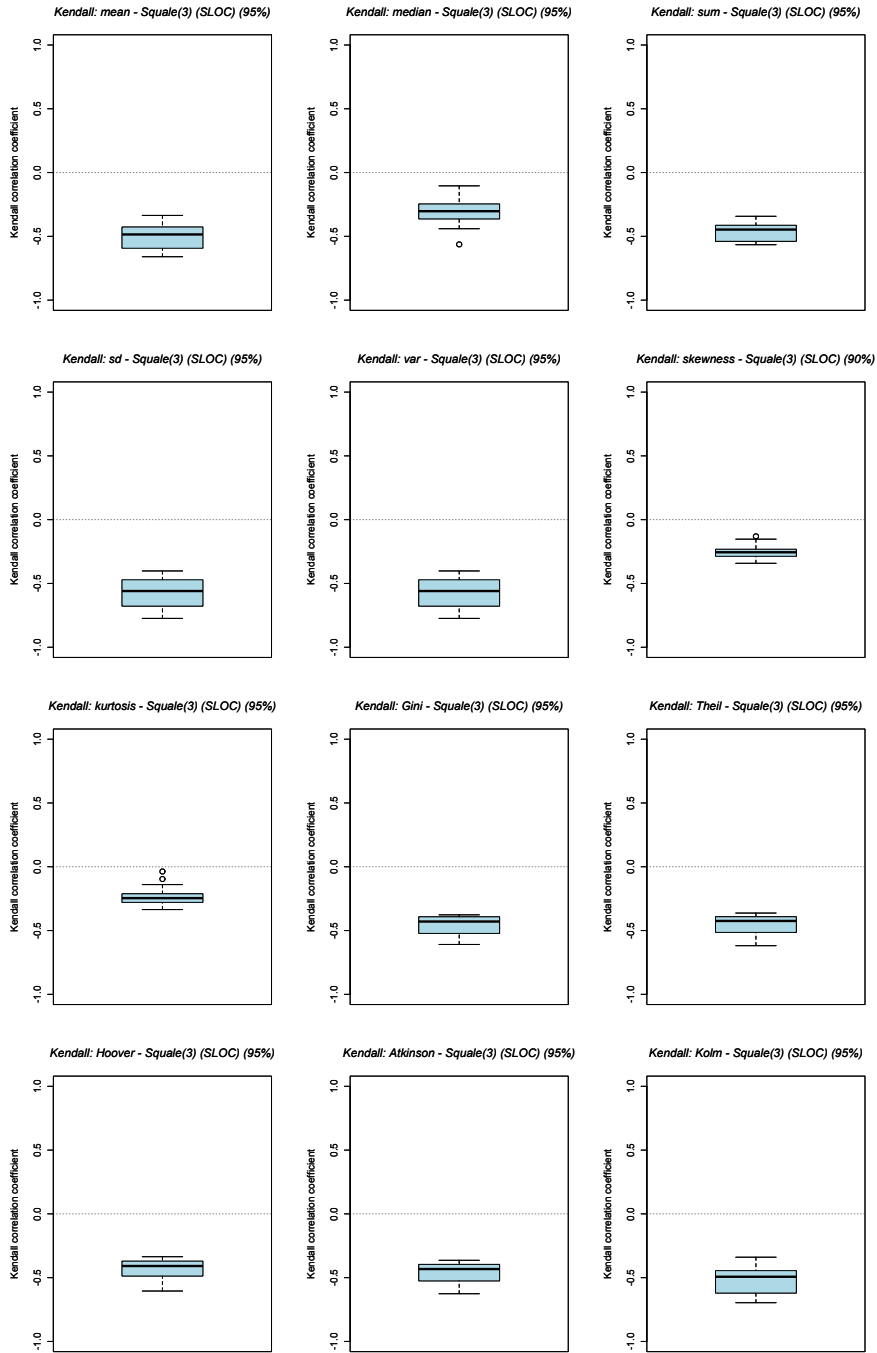 Kendall: mean - Squale(3) (SLOC) (95%)
Kendall correlation coefficient
1.0
0.5
0.0
-0.5
-1.0
Kendall: median - Squale(3) (SLOC) (95%)
Kendall correlation coefficient
1.0
0.5
0.0
-0.5
-1.0
Kendall: sum - Squale(3) (SLOC) (95%)
Kendall correlation coefficient
1.0
0.5
0.0
-0.5
-1.0
Kendall: sd - Squale(3) (SLOC) (95%)
Kendall correlation coefficient
1.0
0.5
0.0
-0.5
-1.0
Kendall: var - Squale(3) (SLOC) (95%)
Kendall correlation coefficient
1.0
0.5
0.0
-0.5
-1.0
Kendall: skewness - Squale(3) (SLOC) (90%)
Kendall correlation coefficient
1.0
0.5
0.0
-0.5
-1.0
Kendall: kurtosis - Squale(3) (SLOC) (95%)
Kendall correlation coefficient
1.0
0.5
0.0
-0.5
-1.0
Kendall: Gini - Squale(3) (SLOC) (95%)
Kendall correlation coefficient
1.0
0.5
0.0
-0.5
-1.0
Kendall: Theil - Squale(3) (SLOC) (95%)
Kendall correlation coefficient
1.0
0.5
0.0
-0.5
-1.0
Kendall: Hoover - Squale(3) (SLOC) (95%)
Kendall correlation coefficient
1.0
0.5
0.0
-0.5
-1.0
Kendall: Atkinson - Squale(3) (SLOC) (95%)
Kendall correlation coefficient
1.0
0.5
0.0
-0.5
-1.0
Kendall: Kolm - Squale(3) (SLOC) (95%)
Kendall correlation coefficient
1.0
0.5
0.0
-0.5
-1.0